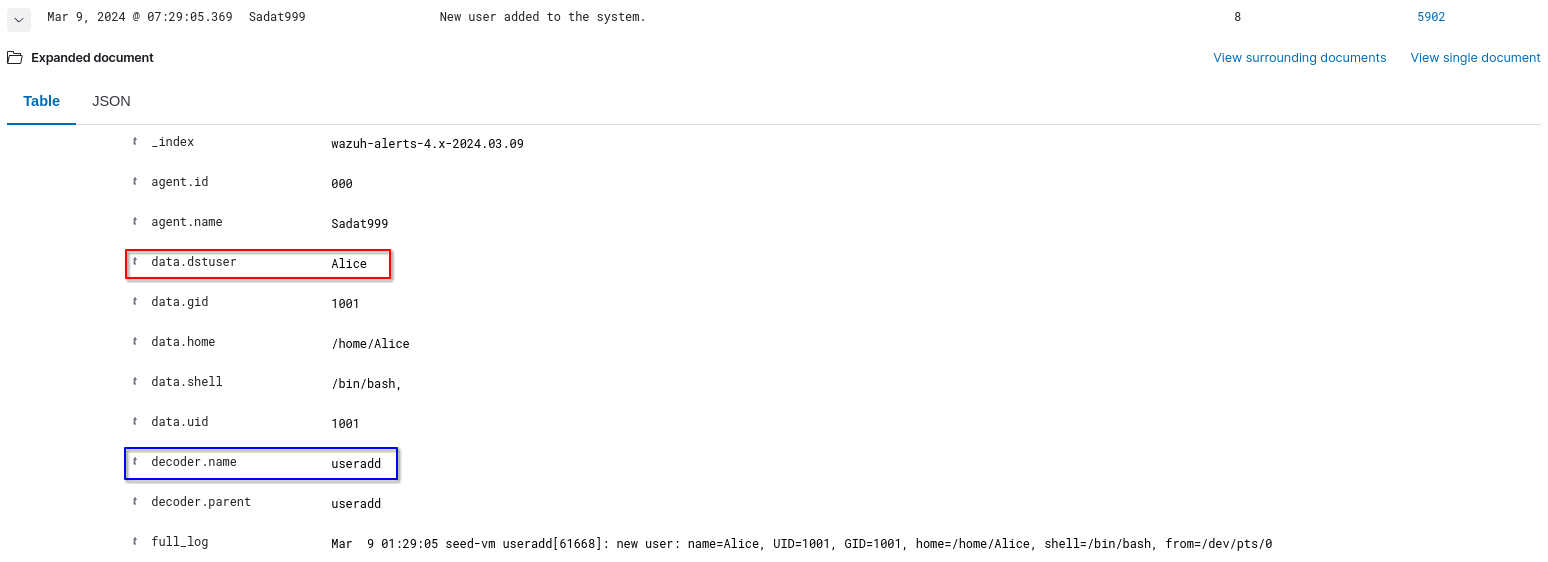 Mar 9, 2024 @ 07:29:05.369 Sadat999 New user added to the system. 8 5902
Expanded document View surrounding documents View single document
Table JSON
t _index wazuh-alerts-4.x-2024.03.09
t agent.id 000
t agent.name Sadat999
t data.dstuser Alice
t data.gid 1001
t data.home /home/Alice
t data.shell /bin/bash,
t data.uid 1001
t decoder.name useradd
t decoder.parent useradd
t full_log Mar  9 01:29:05 seed-vm useradd[61668]: new user: name=Alice, UID=1001, GID=1001, home=/home/Alice, shell=/bin/bash, from=/dev/pts/0